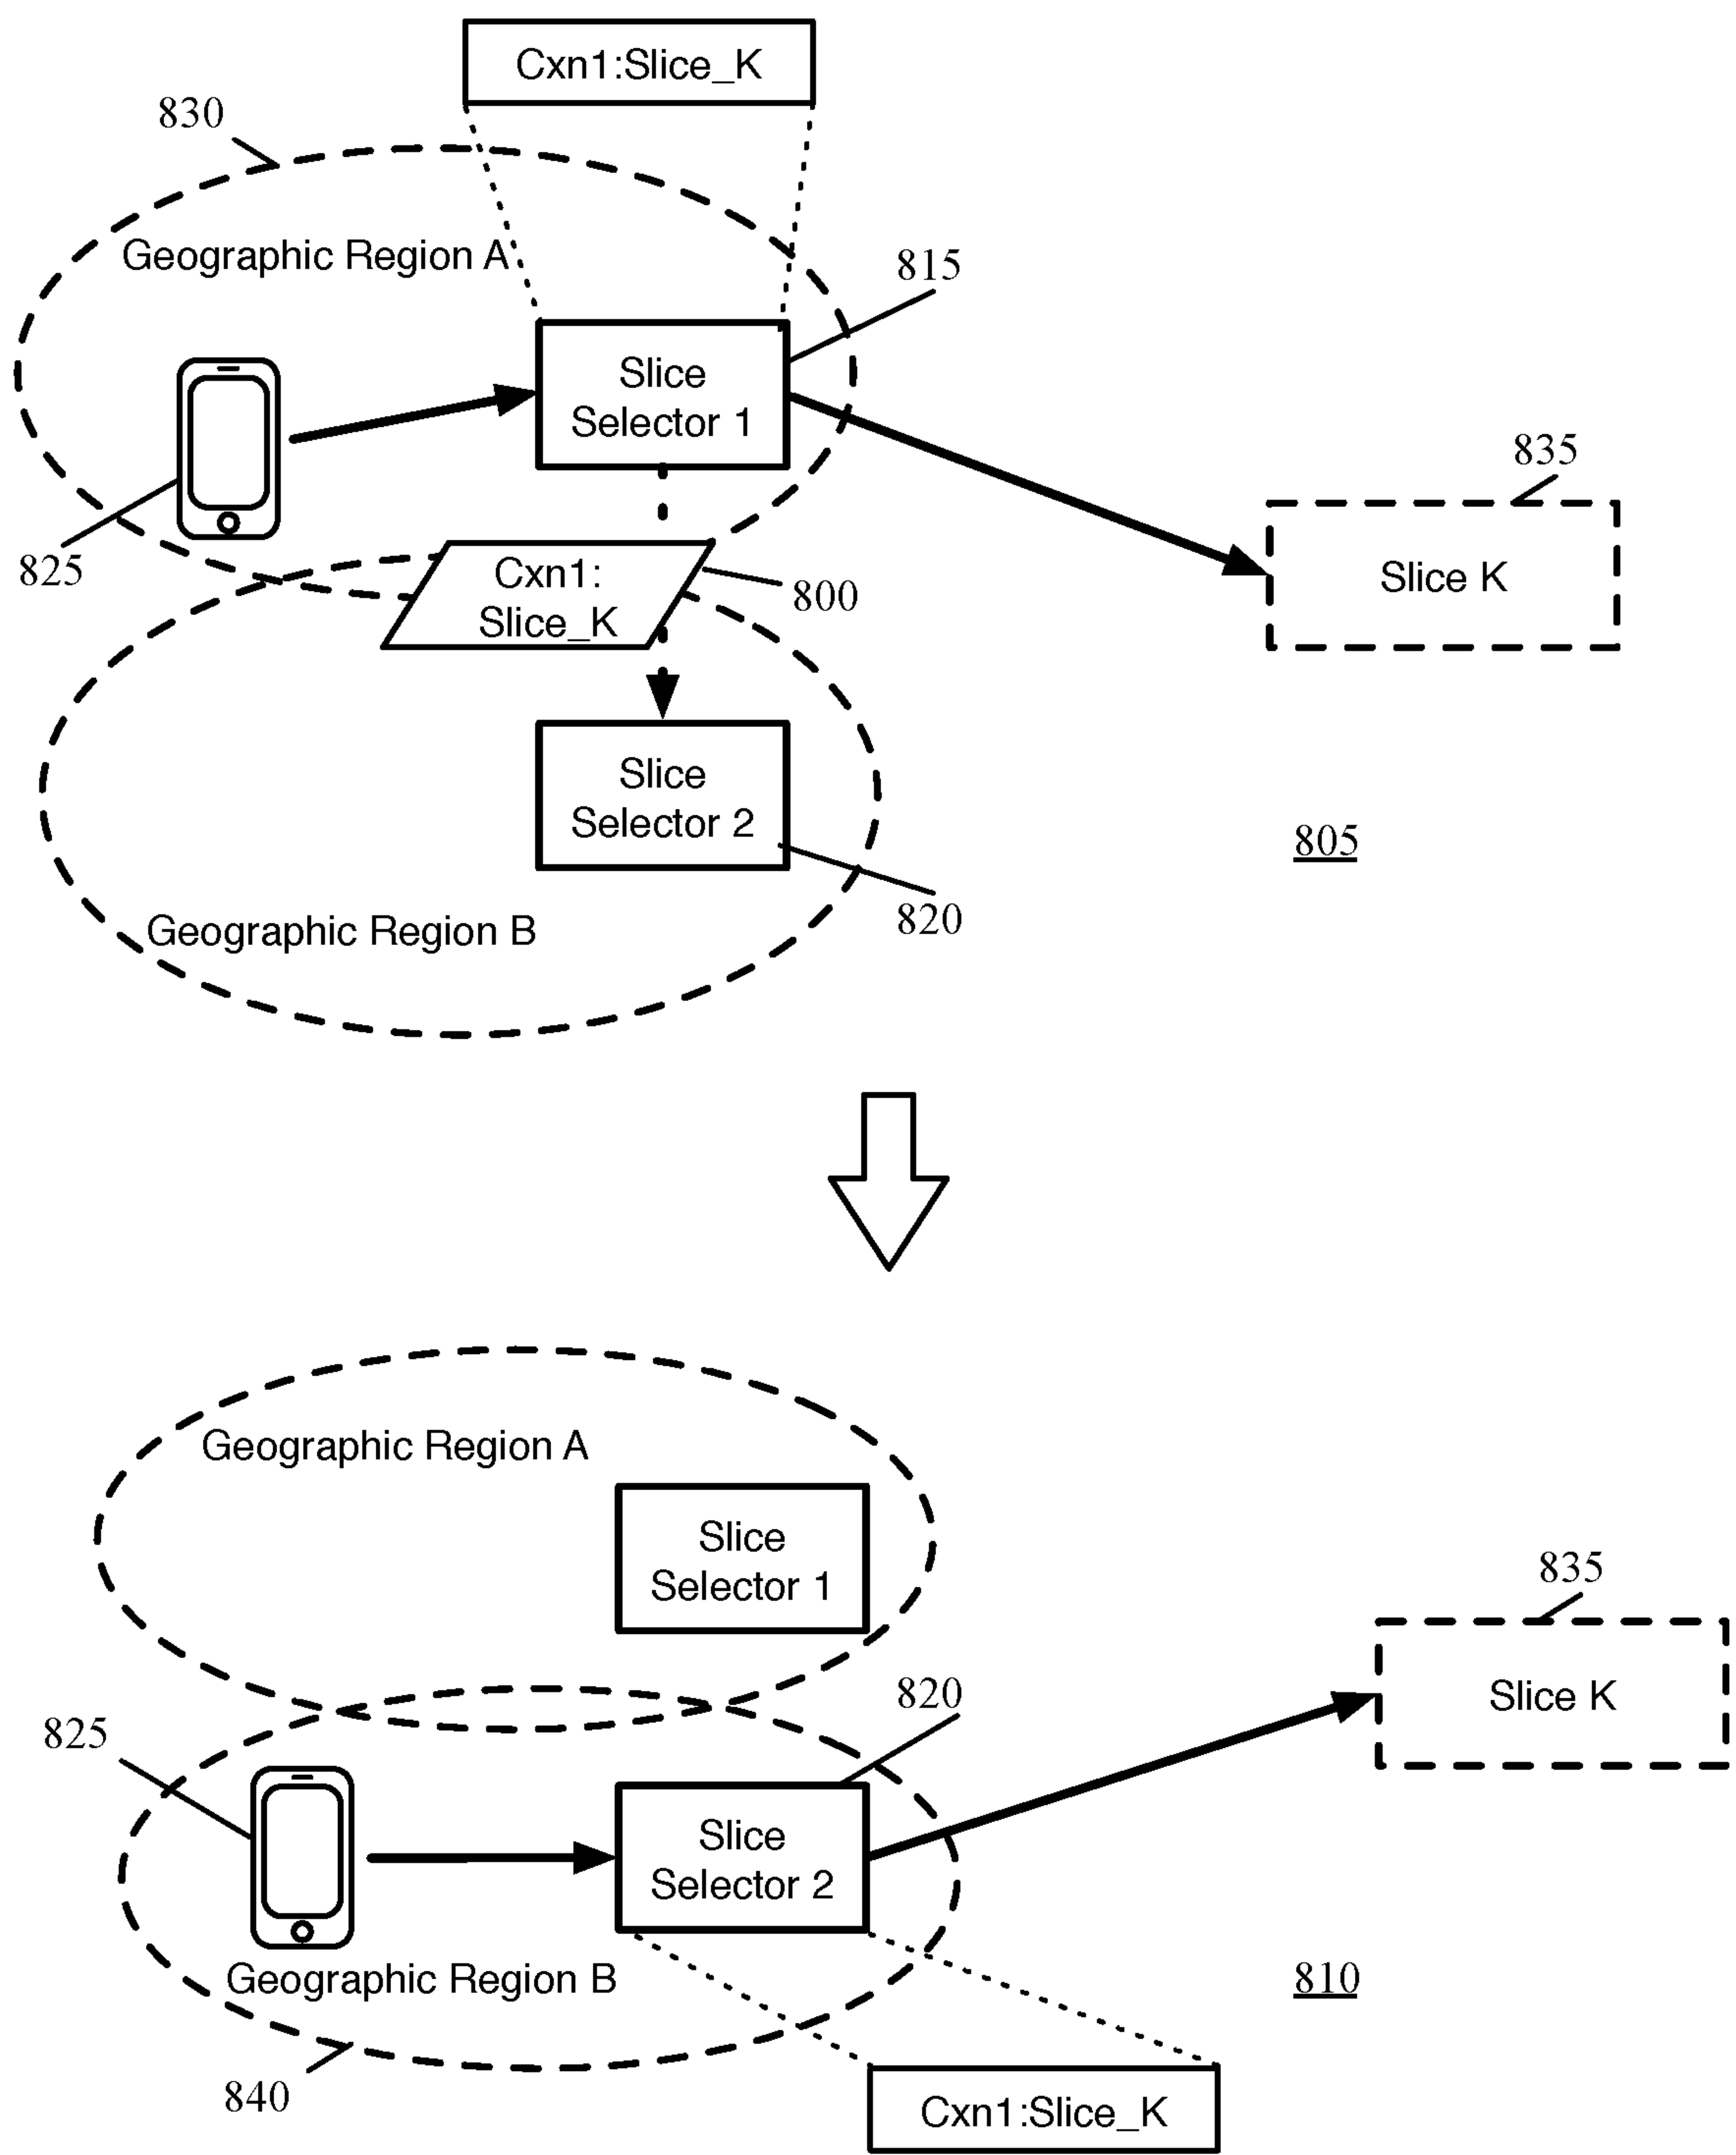 Cxn1:Slice_K
830
Geographic Region A
815
Slice
Selector 1
835
Slice K
825
Cxn1:
Slice_K
800
Slice
Selector 2
805
820
Geographic Region B
Geographic Region A
Slice
Selector 1
835
Slice K
820
825
Slice
Selector 2
Geographic Region B
810
840
Cxn1:Slice_K